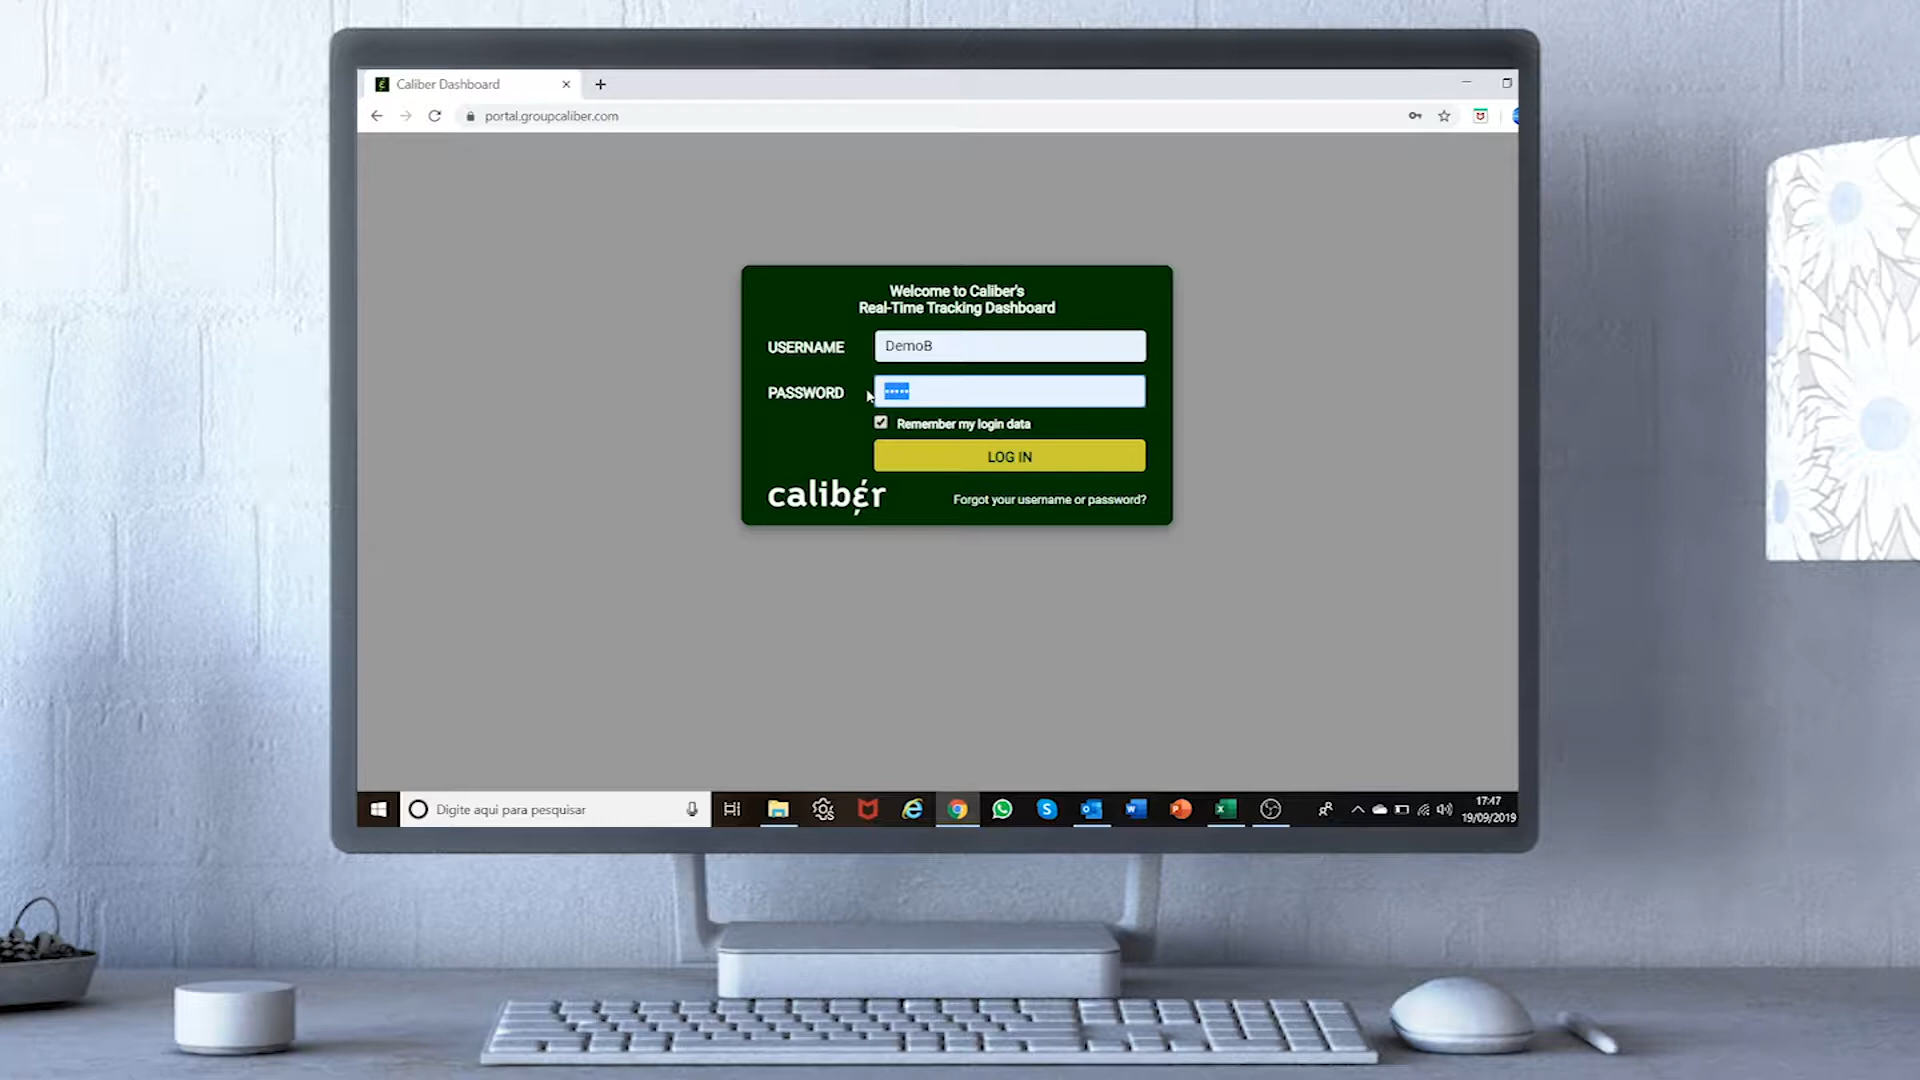 Caliber Dashboard
portal.groupcaliber.com
Welcome to Caliber's
Real-Time Tracking Dashboard
USERNAME
DemoB
PASSWORD
Remember my login data
LOG IN
calibέr
Forgot your username or password?
Digite aqui para pesquisar
17:47
19/09/2019